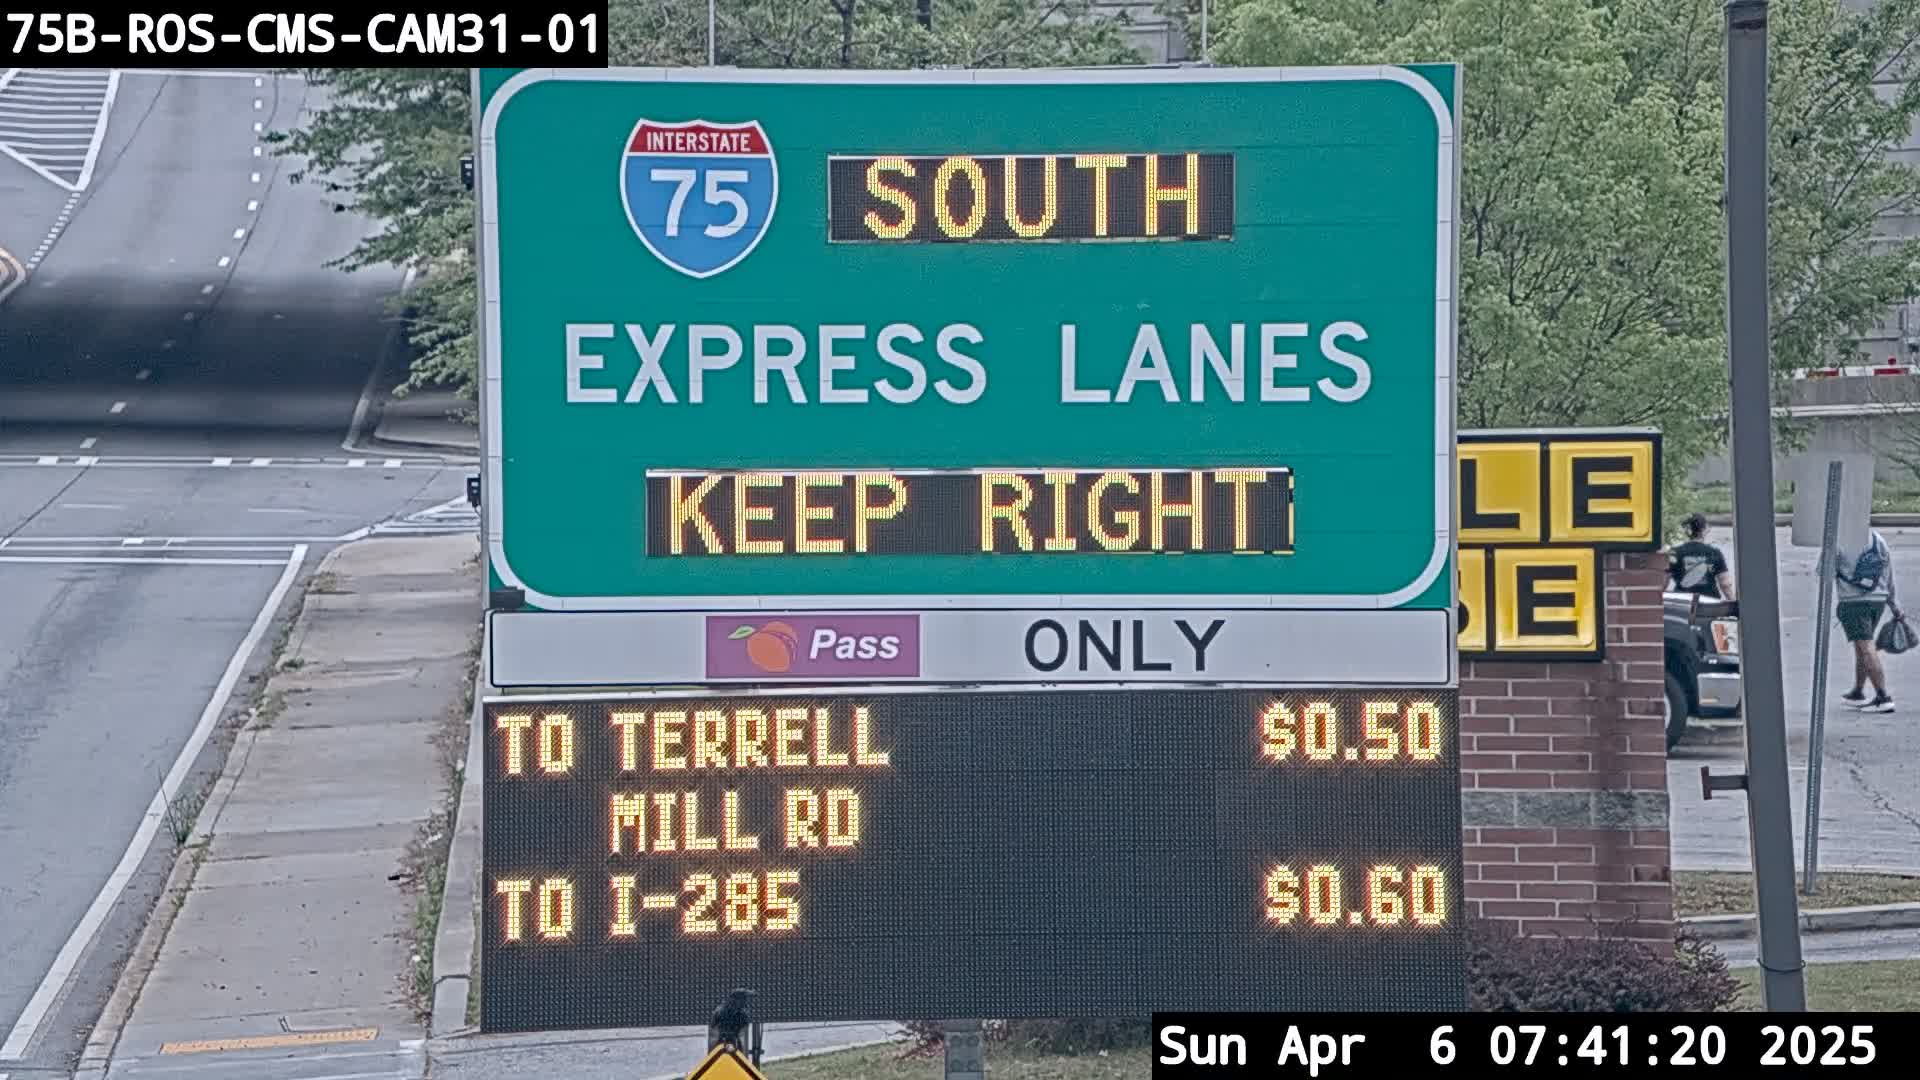 75B-ROS-CMS-CAM31-01
INTERSTATE
75
SOUTH
EXPRESS LANES
KEEP RIGHT
Pass ONLY
TO TERRELL $0.50
MILL RD
TO I-285 $0.60
LE
E
Sun Apr 6 07:41:20 2025